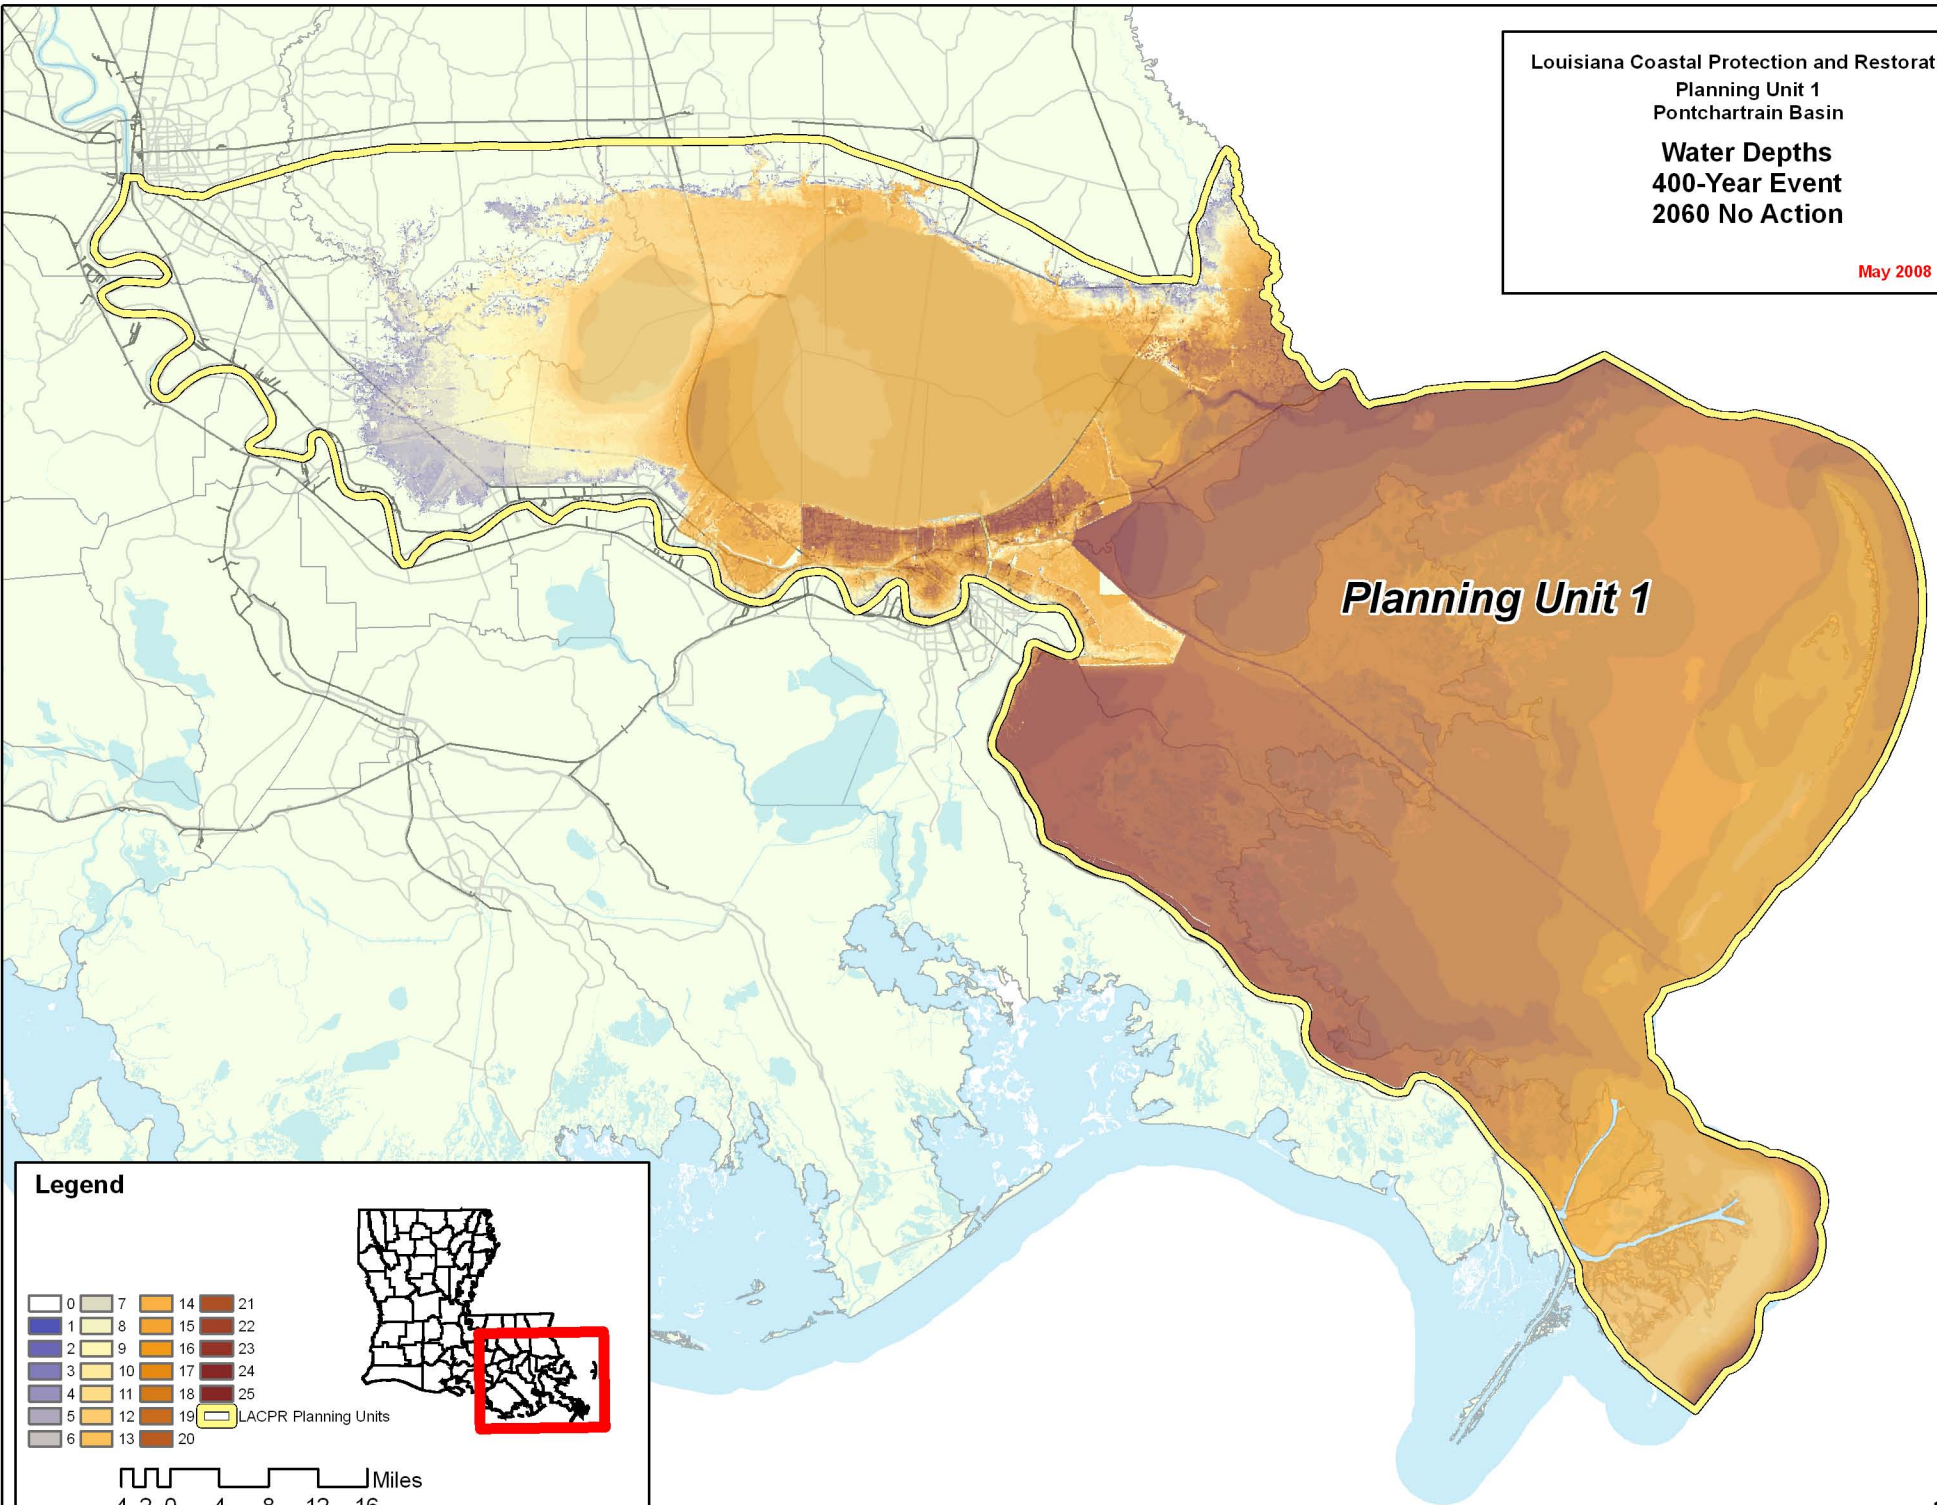 Louisiana Coastal Protection and Restorat
Planning Unit 1
Pontchartrain Basin
Water Depths
400-Year Event
2060 No Action
May 2008
Planning Unit 1
Legend
0 7 14 21
1 8 15 22
2 9 16 23
3 10 17 24
4 11 18 25
5 12 19 LACPR Planning Units
6 13 20
Miles
4 2 0 4 8 12 16